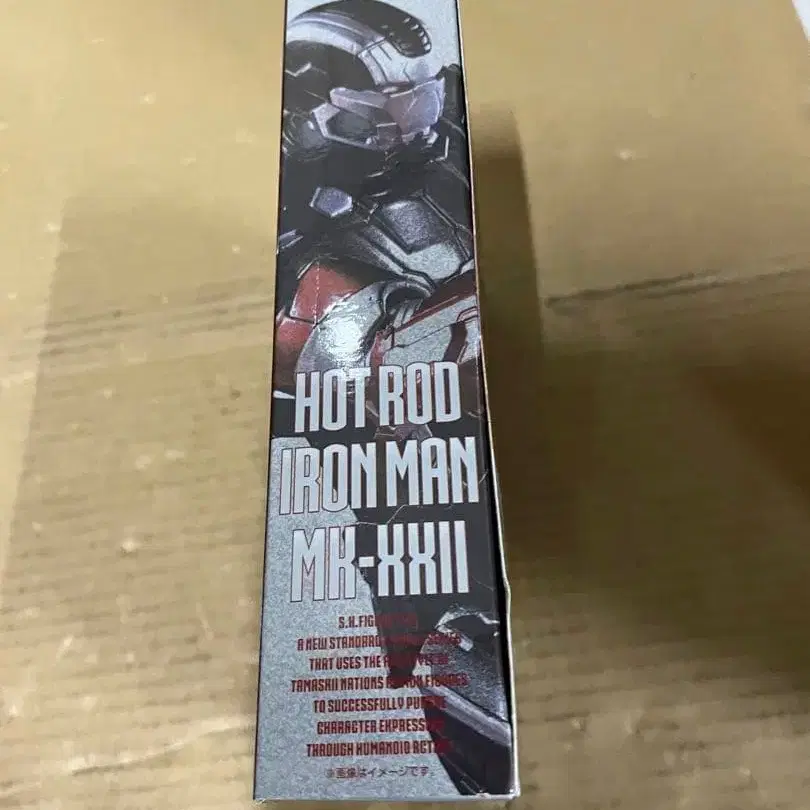 HOT ROD
IRON MAN
MK-XXII
S.H.
A NEW STANDARD
THAT USES THE
TAMASHII NATIONS FIGURES
TO SUCCESSFULLY PURSUE
CHARACTER EXPRESSION
THROUGH HUMANOID ACTION
※画像はイメージです。